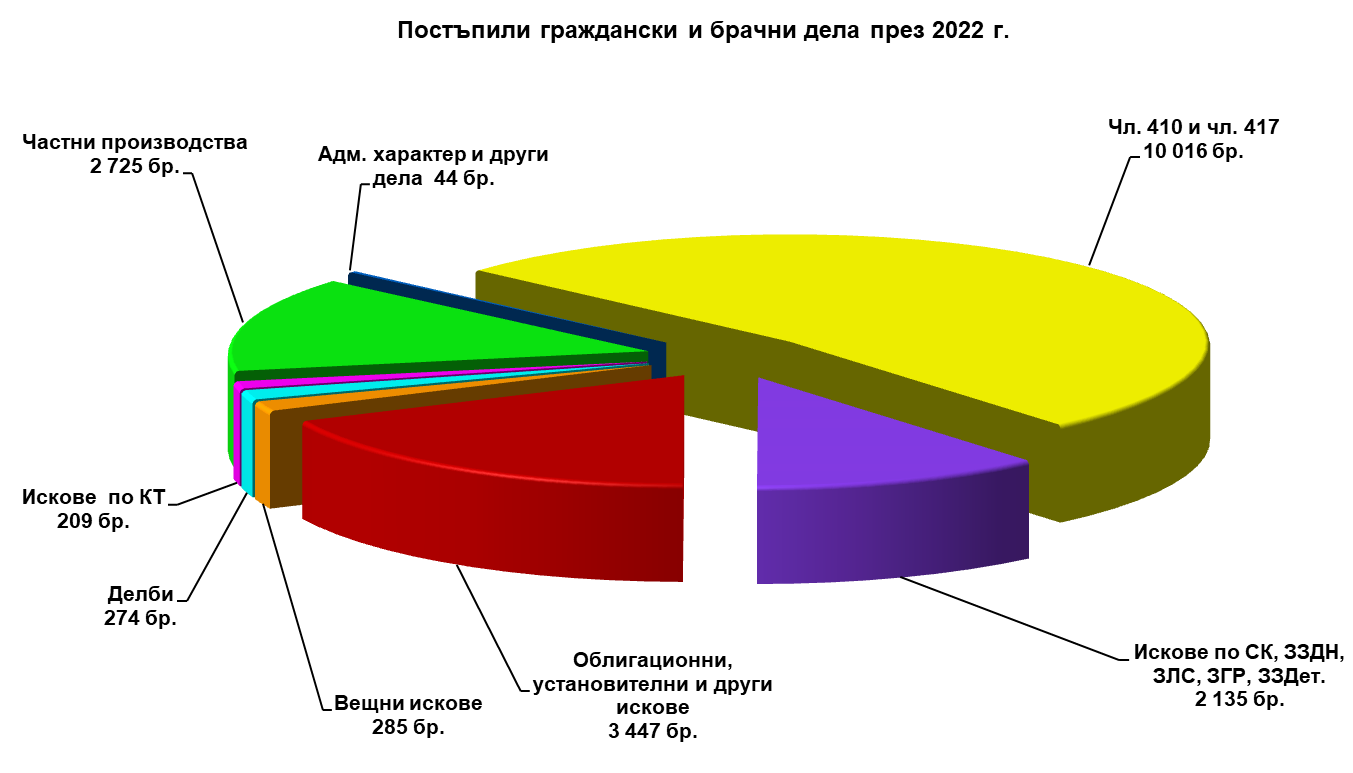 Постъпили граждански и брачни дела през 2022 г.
Чл. 410 и чл. 417
10 016 бр.
Частни производства
2 725 бр.
Адм. характер и други
дела 44 бр.
Искове по КТ
209 бр.
Делби
274 бр.
Вещни искове
285 бр.
Облигационни,
установителни и други
искове
3 447 бр.
Искове по СК, ЗЗДН,
ЗЛС, ЗГР, ЗЗДет.
2 135 бр.